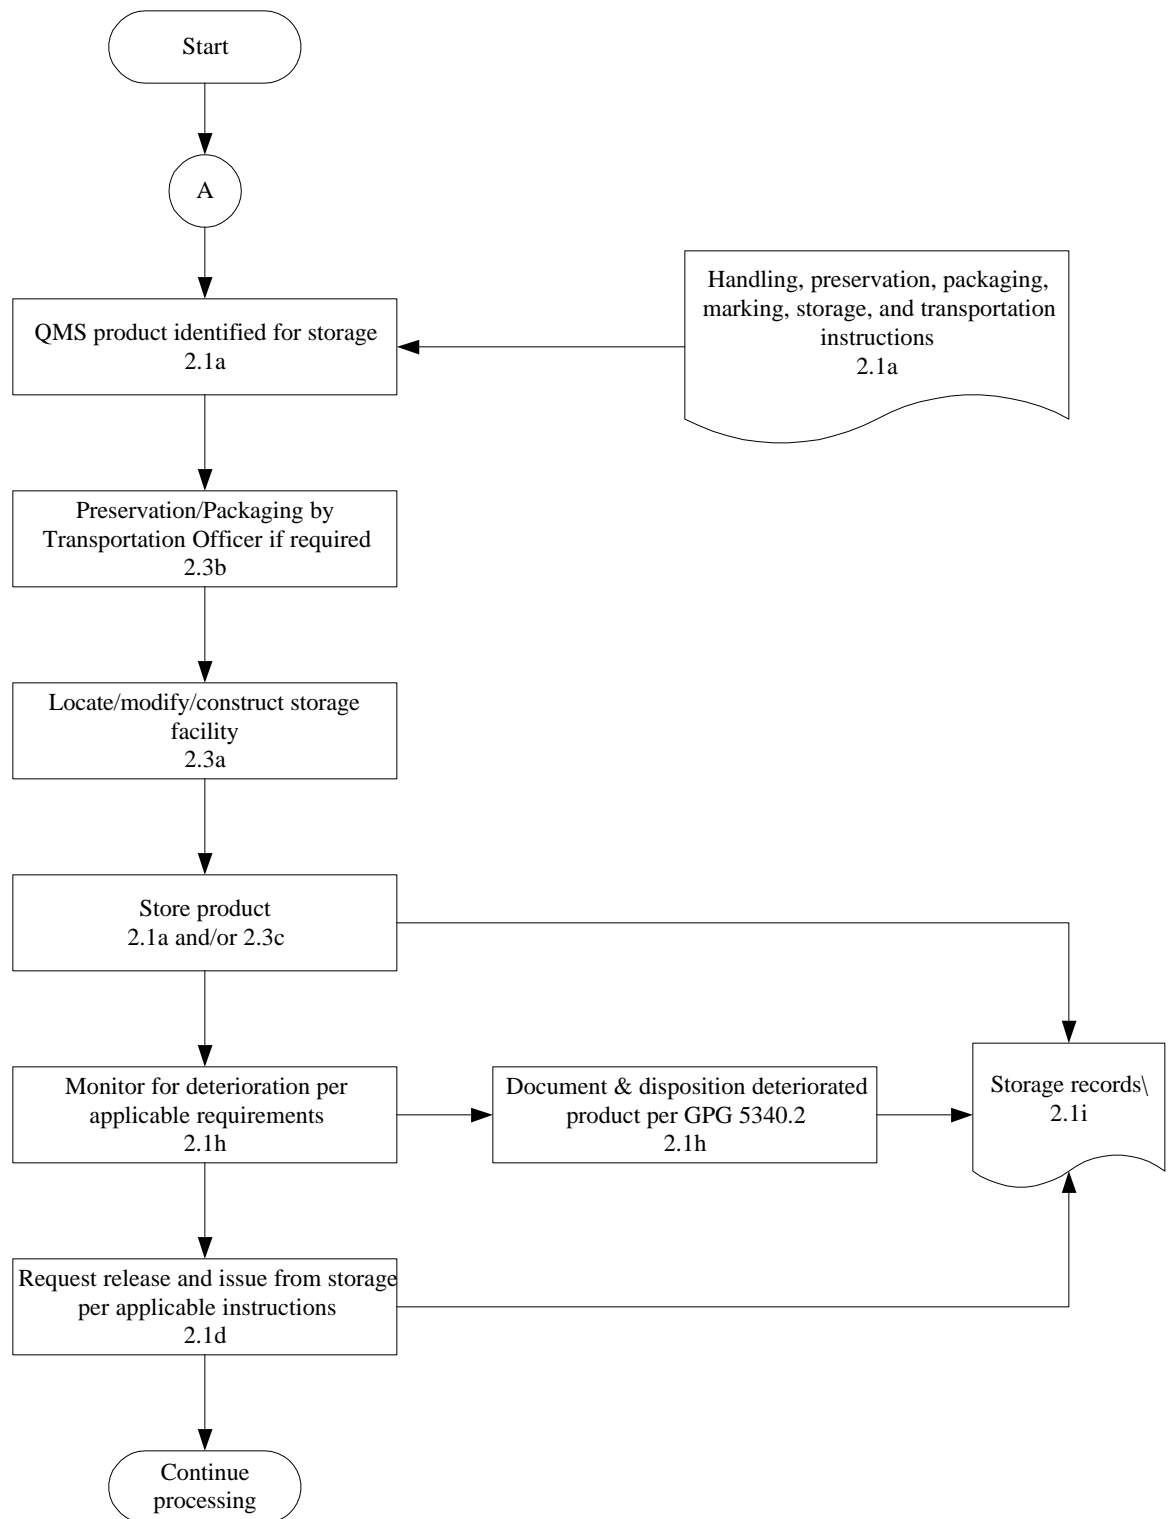 Start
A
QMS product identified for storage
2.1a
Handling, preservation, packaging,
marking, storage, and transportation
instructions
2.1a
Preservation/Packaging by
Transportation Officer if required
2.3b
Locate/modify/construct storage
facility
2.3a
Store product
2.1a and/or 2.3c
Monitor for deterioration per
applicable requirements
2.1h
Document & disposition deteriorated
product per GPG 5340.2
2.1h
Storage records\
2.1i
Request release and issue from storage
per applicable instructions
2.1d
Continue
processing